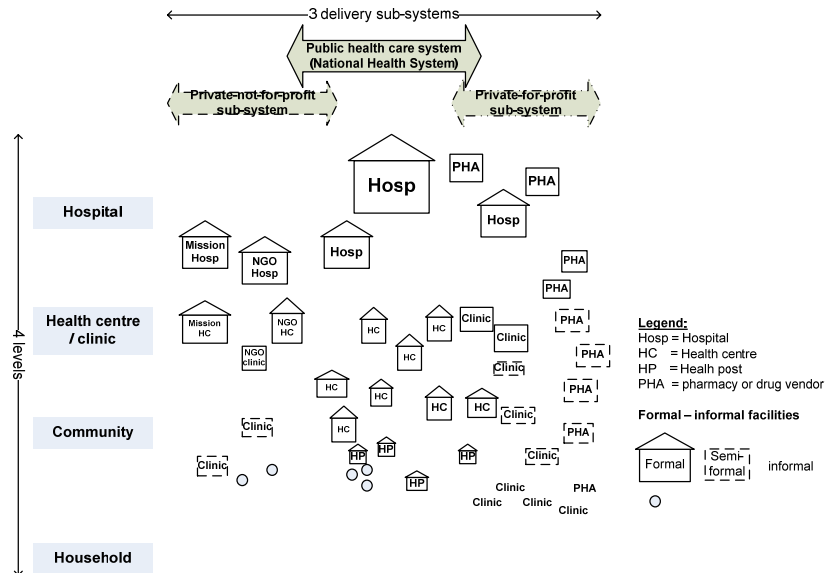 3 delivery sub-systems
Public health care system
(National Health System)
Private-not-for-profit
sub-system
Private-for-profit
sub-system
4 levels
Hospital
Hosp
PHA
PHA
Hosp
Mission
Hosp
NGO
Hosp
Hosp
PHA
PHA
Health centre
/ clinic
Mission
HC
NGO
HC
NGO
clinic
HC
HC
HC
Clinic
Clinic
PHA
PHA
Clinic
HC
HC
HC
HC
PHA
Community
Clinic
HC
Clinic
PHA
Clinic
HP
HP
HP
Clinic
HP
Clinic
PHA
Clinic
Clinic
Clinic
Household
Legend:
Hosp = Hospital
HC = Health centre
HP = Healh post
PHA = pharmacy or drug vendor
Formal – informal facilities
Formal
Semi-
formal
informal